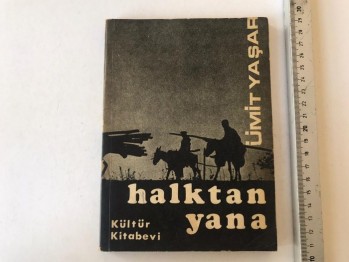 ÜMİT YAŞAR
halktan
yana
Kültür
Kitabevi